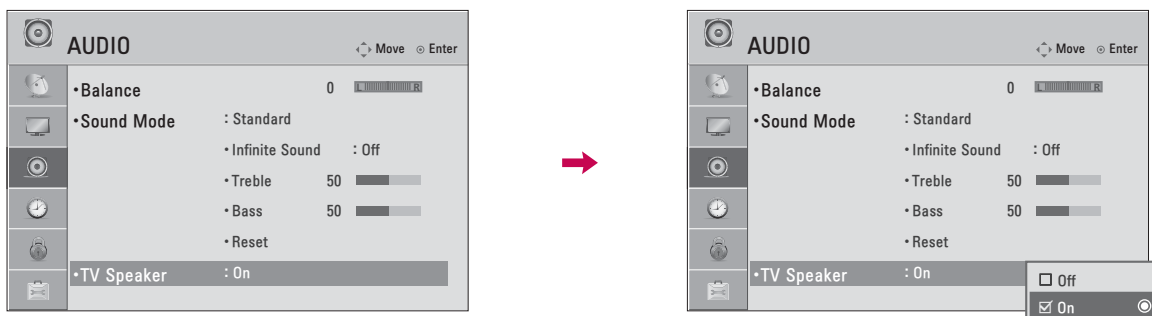 AUDIO
Move Enter
•Balance 0 L R
•Sound Mode : Standard
•Infinite Sound : Off
•Treble 50
•Bass 50
•Reset
•TV Speaker : On
AUDIO
Move Enter
•Balance 0 L R
•Sound Mode : Standard
•Infinite Sound : Off
•Treble 50
•Bass 50
•Reset
•TV Speaker : On
Off
On